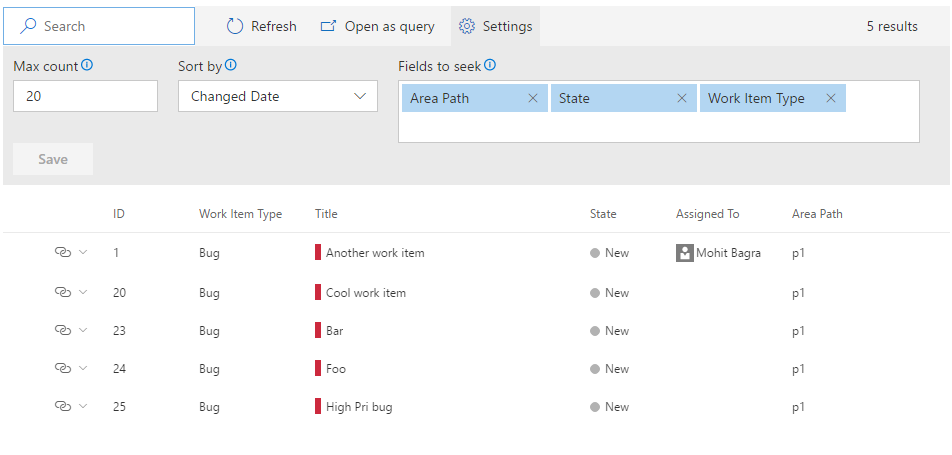 Search Refresh Open as query Settings 5 results
Max count Sort by Fields to seek
20 Changed Date Area Path State Work Item Type
Save
ID Work Item Type Title State Assigned To Area Path
1 Bug Another work item New Mohit Bagra p1
20 Bug Cool work item New p1
23 Bug Bar New p1
24 Bug Foo New p1
25 Bug High Pri bug New p1